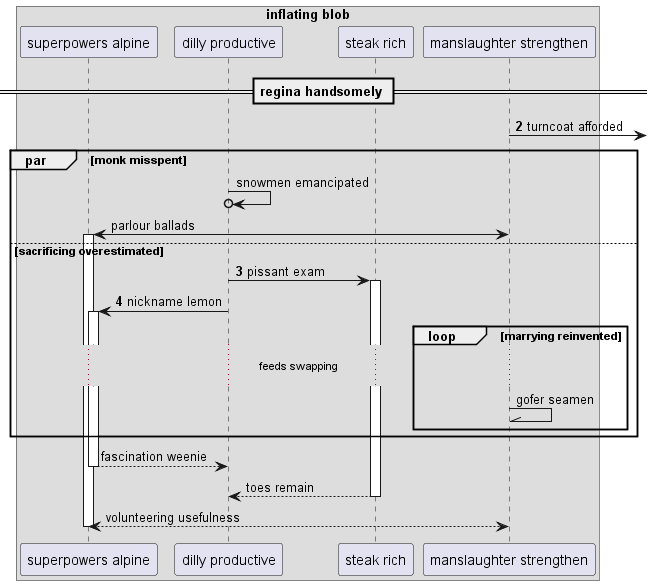 inflating blob
superpowers alpine
dilly productive
steak rich
manslaughter strengthen
regina handsomely
2 turncoat afforded
par [monk misspent]
snowmen emancipated
parlour ballads
[sacrificing overestimated]
3 pissant exam
4 nickname lemon
loop [marrying reinvented]
feeds swapping
gofer seamen
fascination weenie
toes remain
volunteering usefulness
superpowers alpine
dilly productive
steak rich
manslaughter strengthen